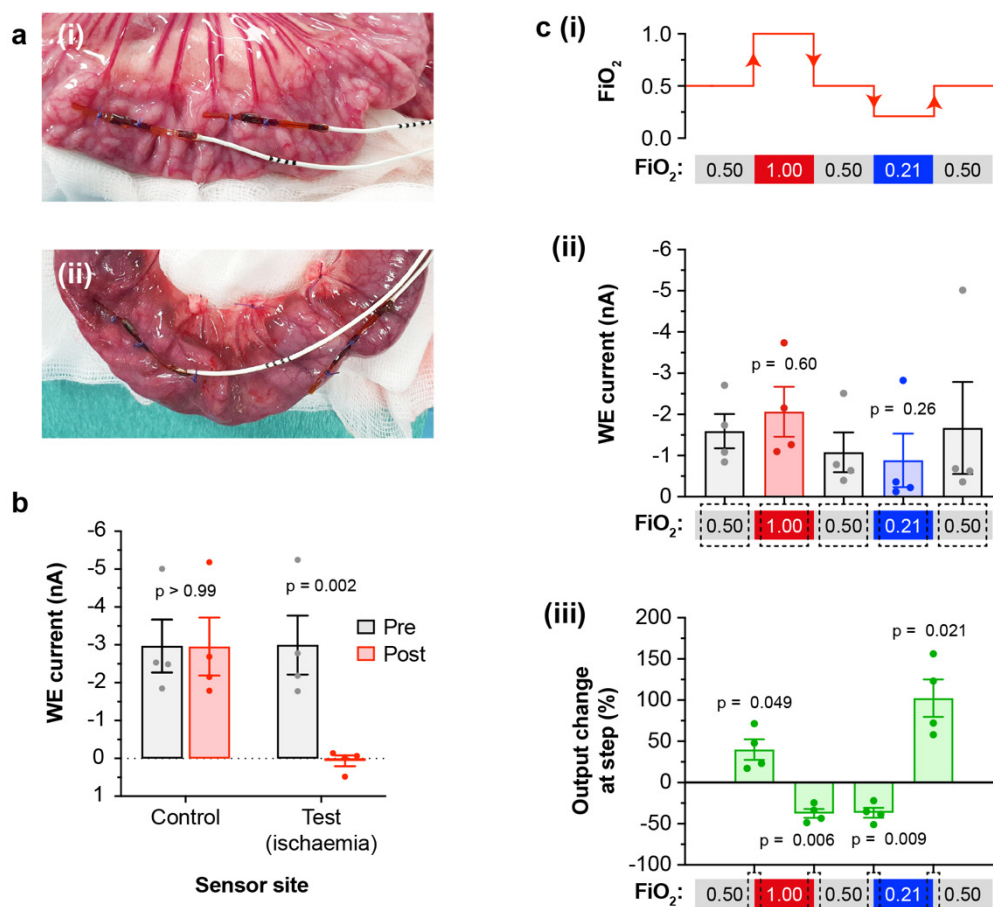 a
(i)
(ii)
b
-6
-5
-4
-3
-2
-1
0
1
WE current (nA)
p > 0.99
p = 0.002
Pre
Post
Control
Test
(ischaemia)
Sensor site
c (i)
1.0
0.5
0.0
FiO2
FiO2: 0.50 1.00 0.50 0.21 0.50
(ii)
-6
-5
-4
-3
-2
-1
0
WE current (nA)
p = 0.60
p = 0.26
FiO2: 0.50 1.00 0.50 0.21 0.50
(iii)
200
150
100
50
0
-50
-100
Output change
at step (%)
p = 0.049
p = 0.006
p = 0.009
p = 0.021
FiO2: 0.50 1.00 0.50 0.21 0.50